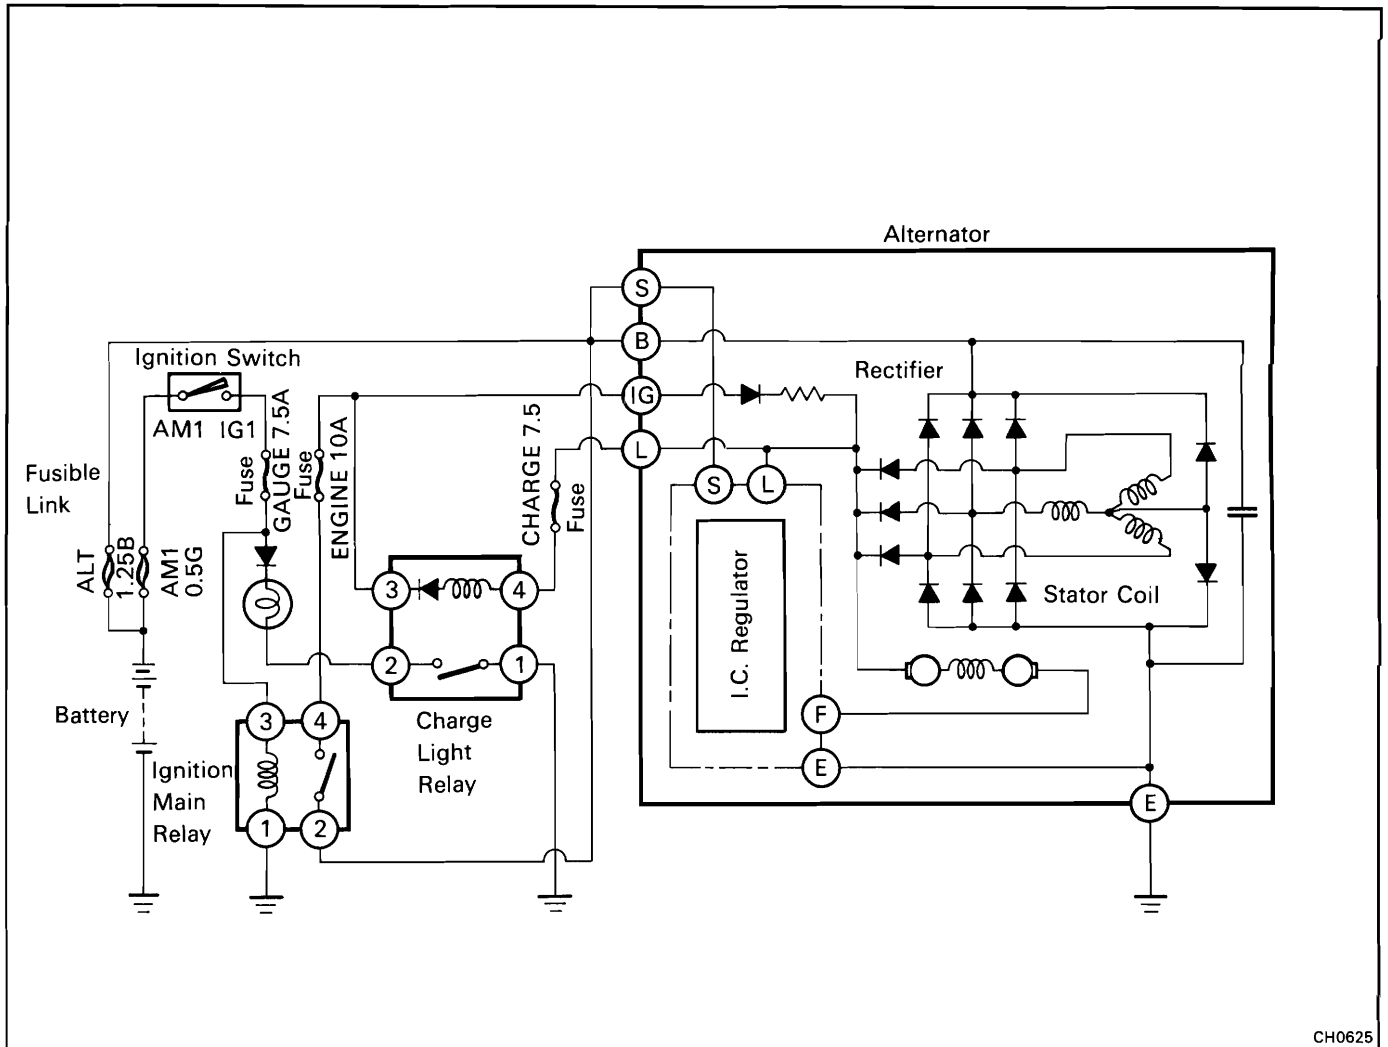 Alternator
S
B
Ignition Switch
Rectifier
AM1 IG1
IG
L
Fusible
Link
Fuse
GAUGE 7.5A
Fuse
ENGINE 10A
CHARGE 7.5
Fuse
S
L
ALT
1.25B
AM1
0.5G
3
4
Stator Coil
I.C. Regulator
2
1
Battery
3
4
Charge
Light
Relay
F
Ignition
Main
Relay
E
1
2
E
CH0625